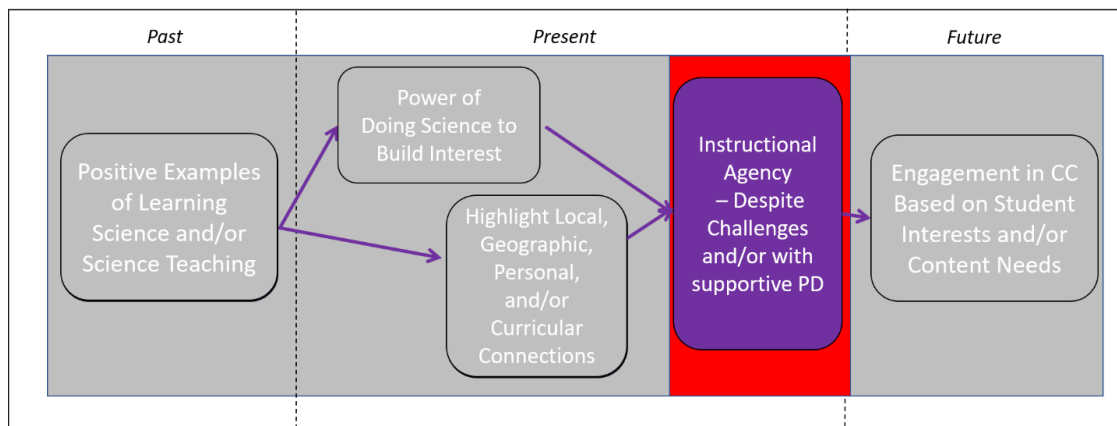 Past
Present
Future
Positive Examples
of Learning
Science and/or
Science Teaching
Power of
Doing Science to
Build Interest
Highlight Local,
Geographic,
Personal,
and/or
Curricular
Connections
Instructional
Agency
– Despite
Challenges
and/or with
supportive PD
Engagement in CC
Based on Student
Interests and/or
Content Needs